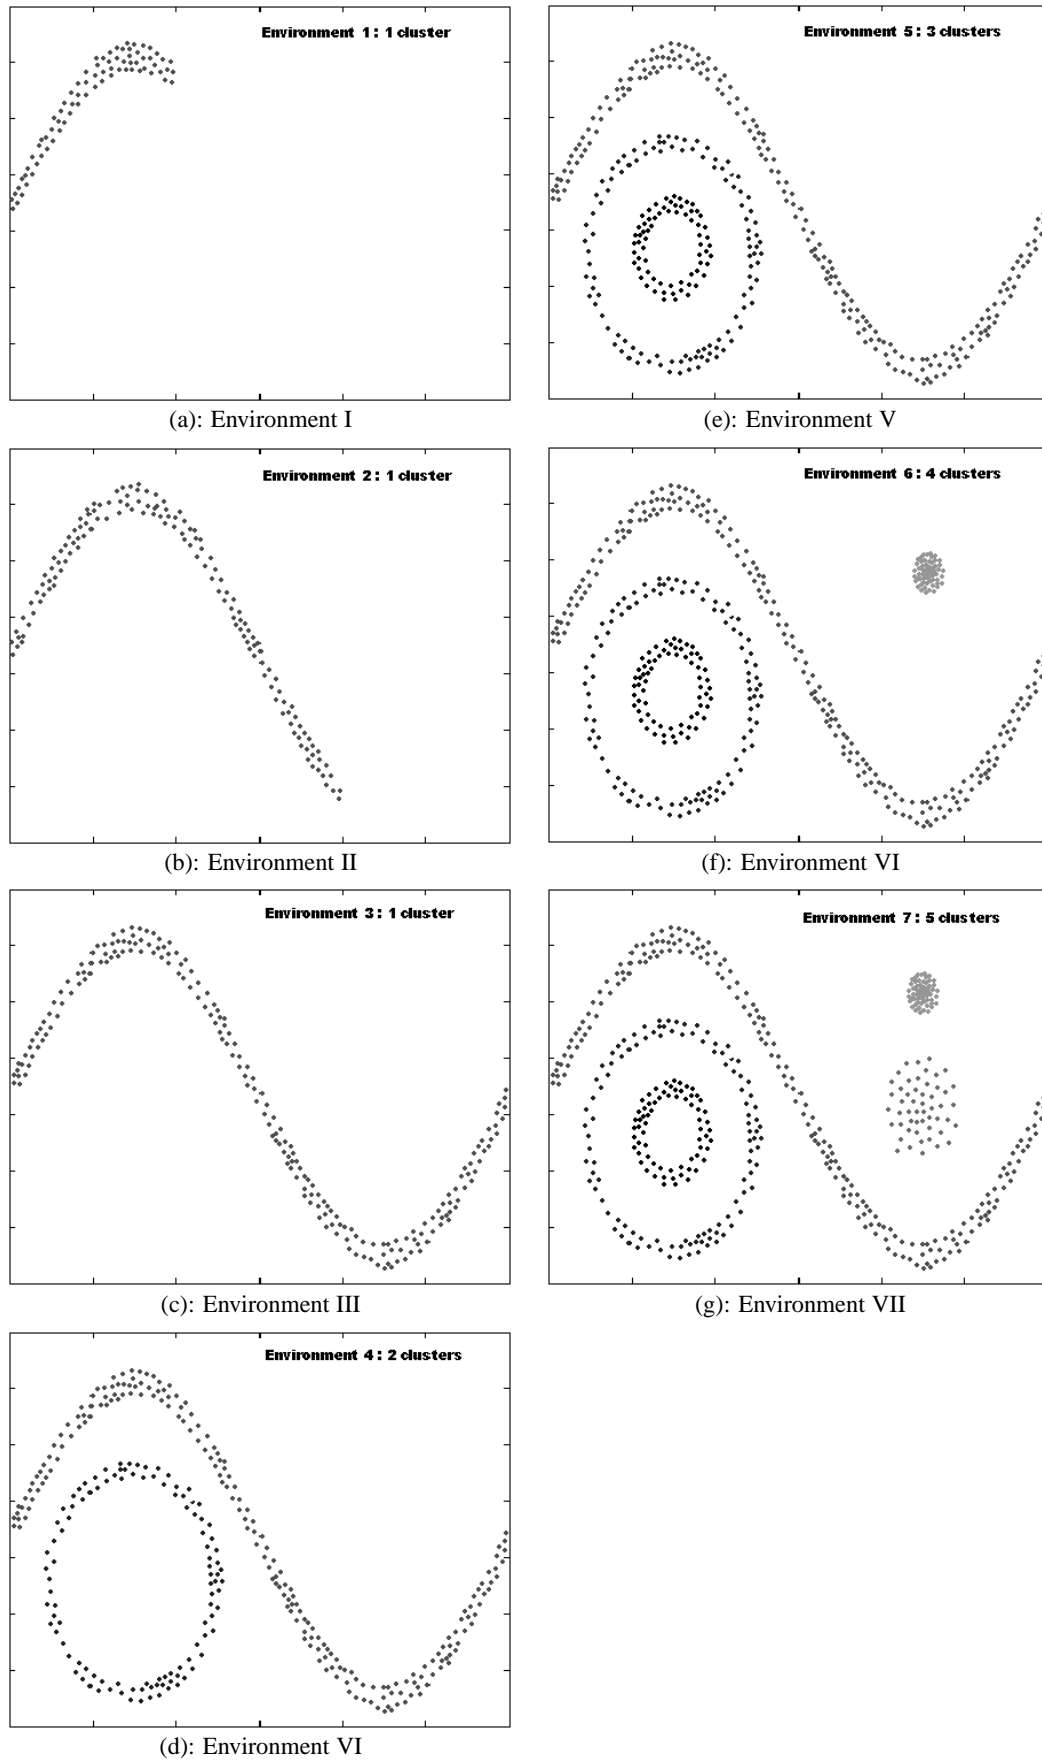 Environment 1 : 1 cluster
(a): Environment I
Environment 2 : 1 cluster
(b): Environment II
Environment 3 : 1 cluster
(c): Environment III
Environment 4 : 2 clusters
(d): Environment VI
Environment 5 : 3 clusters
(e): Environment V
Environment 6 : 4 clusters
(f): Environment VI
Environment 7 : 5 clusters
(g): Environment VII